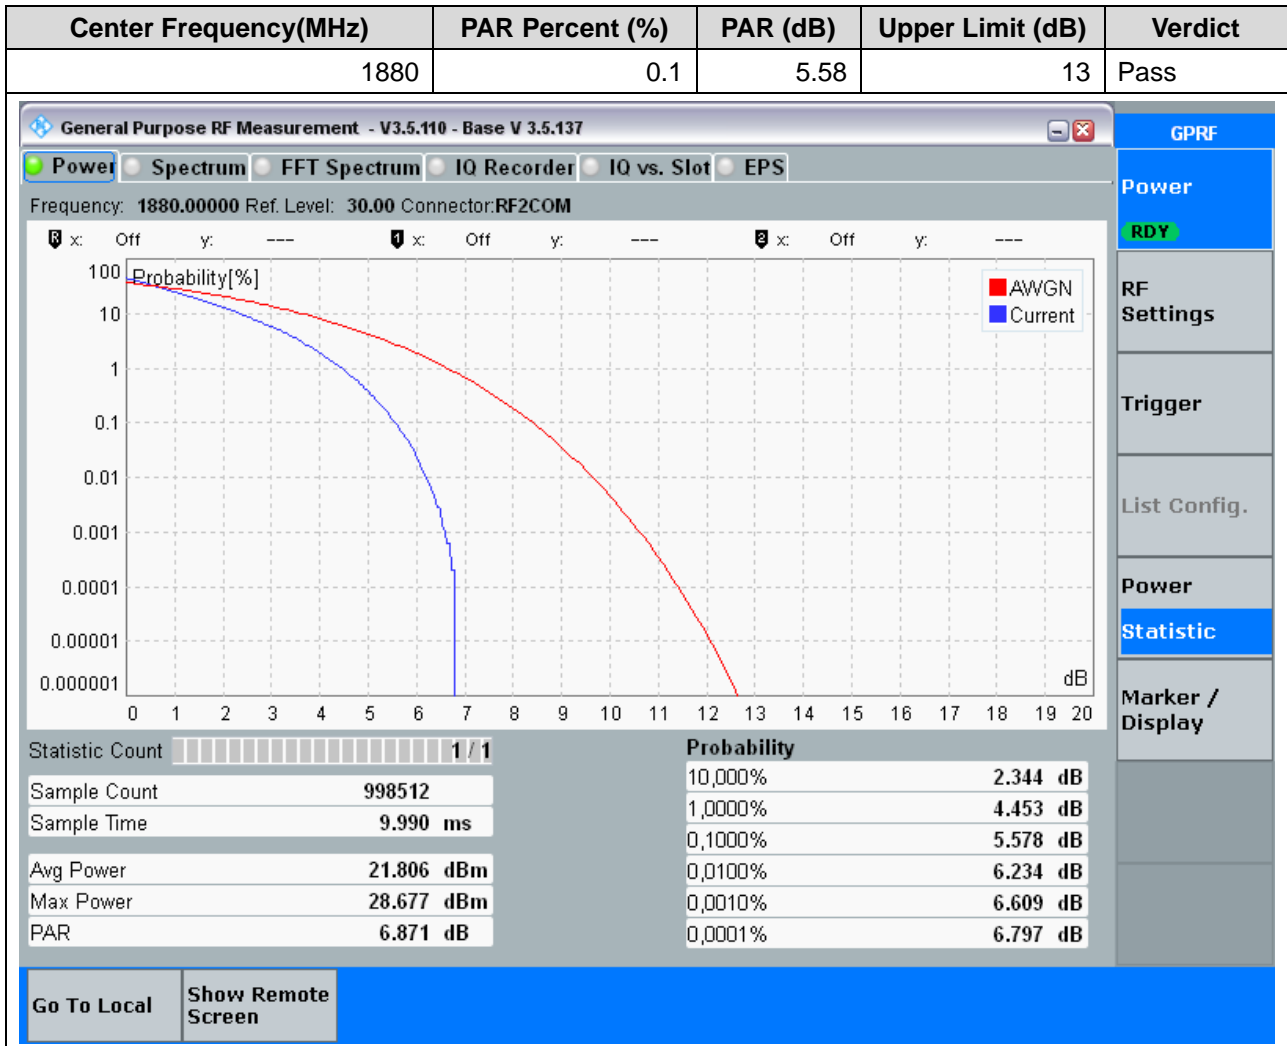 Center Frequency(MHz) PAR Percent (%) PAR (dB) Upper Limit (dB) Verdict
1880 0.1 5.58 13 Pass
General Purpose RF Measurement - V3.5.110 - Base V 3.5.137
GPRF
Power Spectrum FFT Spectrum IQ Recorder IQ vs. Slot EPS
Frequency: 1880.00000 Ref. Level: 30.00 Connector:RF2COM
R x: Off y: --- 1 x: Off y: --- 2 x: Off y: ---
Probability[%]
AWGN
Current
100
10
1
0.1
0.01
0.001
0.0001
0.00001
0.000001
dB
0 1 2 3 4 5 6 7 8 9 10 11 12 13 14 15 16 17 18 19 20
Statistic Count 1 / 1
Sample Count 998512
Sample Time 9.990 ms
Avg Power 21.806 dBm
Max Power 28.677 dBm
PAR 6.871 dB
Probability
10,000% 2.344 dB
1,0000% 4.453 dB
0,1000% 5.578 dB
0,0100% 6.234 dB
0,0010% 6.609 dB
0,0001% 6.797 dB
Power
RDY
RF
Settings
Trigger
List Config.
Power
Statistic
Marker /
Display
Go To Local
Show Remote
Screen